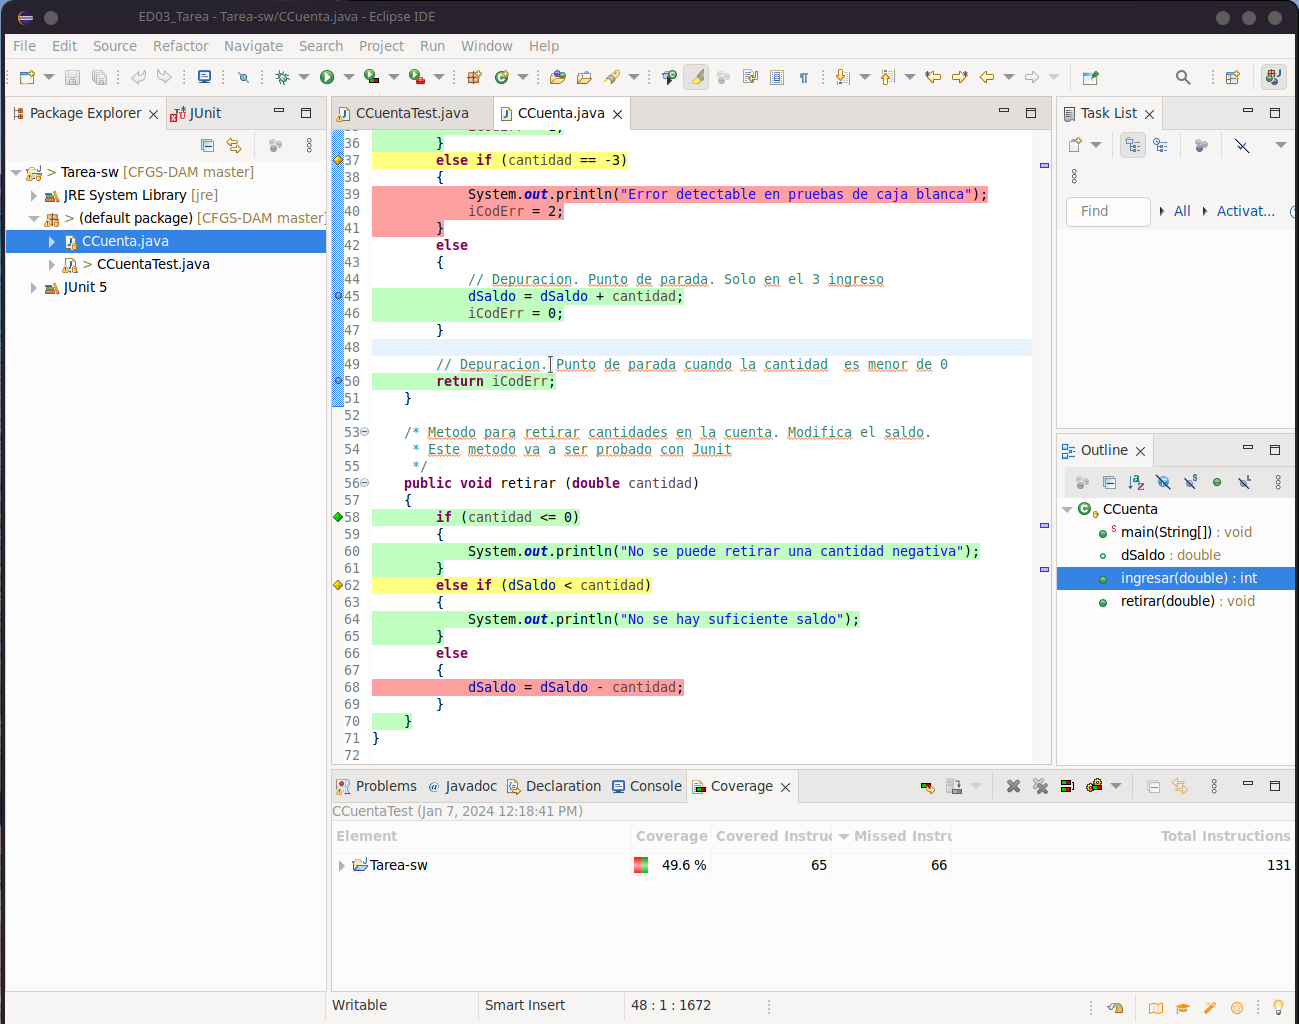 ED03_Tarea - Tarea-sw/CCuenta.java - Eclipse IDE
File Edit Source Refactor Navigate Search Project Run Window Help
Package Explorer JUnit
> Tarea-sw [CFGS-DAM master]
JRE System Library [jre]
> (default package) [CFGS-DAM master]
CCuenta.java
> CCuentaTest.java
JUnit 5
CCuentaTest.java CCuenta.java
36 }
37 else if (cantidad == -3)
38 {
39 System.out.println("Error detectable en pruebas de caja blanca");
40 iCodErr = 2;
41 }
42 else
43 {
44 // Depuracion. Punto de parada. Solo en el 3 ingreso
45 dSaldo = dSaldo + cantidad;
46 iCodErr = 0;
47 }
48
49 // Depuracion. Punto de parada cuando la cantidad  es menor de 0
50 return iCodErr;
51 }
52
53 /* Metodo para retirar cantidades en la cuenta. Modifica el saldo.
54 * Este metodo va a ser probado con Junit
55 */
56 public void retirar (double cantidad)
57 {
58 if (cantidad <= 0)
59 {
60 System.out.println("No se puede retirar una cantidad negativa");
61 }
62 else if (dSaldo < cantidad)
63 {
64 System.out.println("No se hay suficiente saldo");
65 }
66 else
67 {
68 dSaldo = dSaldo - cantidad;
69 }
70 }
71 }
72
Task List
Find All Activat...
Outline
CCuenta
main(String[]) : void
dSaldo : double
ingresar(double) : int
retirar(double) : void
Problems Javadoc Declaration Console Coverage
CCuentaTest (Jan 7, 2024 12:18:41 PM)
Element Coverage Covered Instru Missed Instru Total Instructions
Tarea-sw 49.6 % 65 66 131
Writable Smart Insert 48 : 1 : 1672